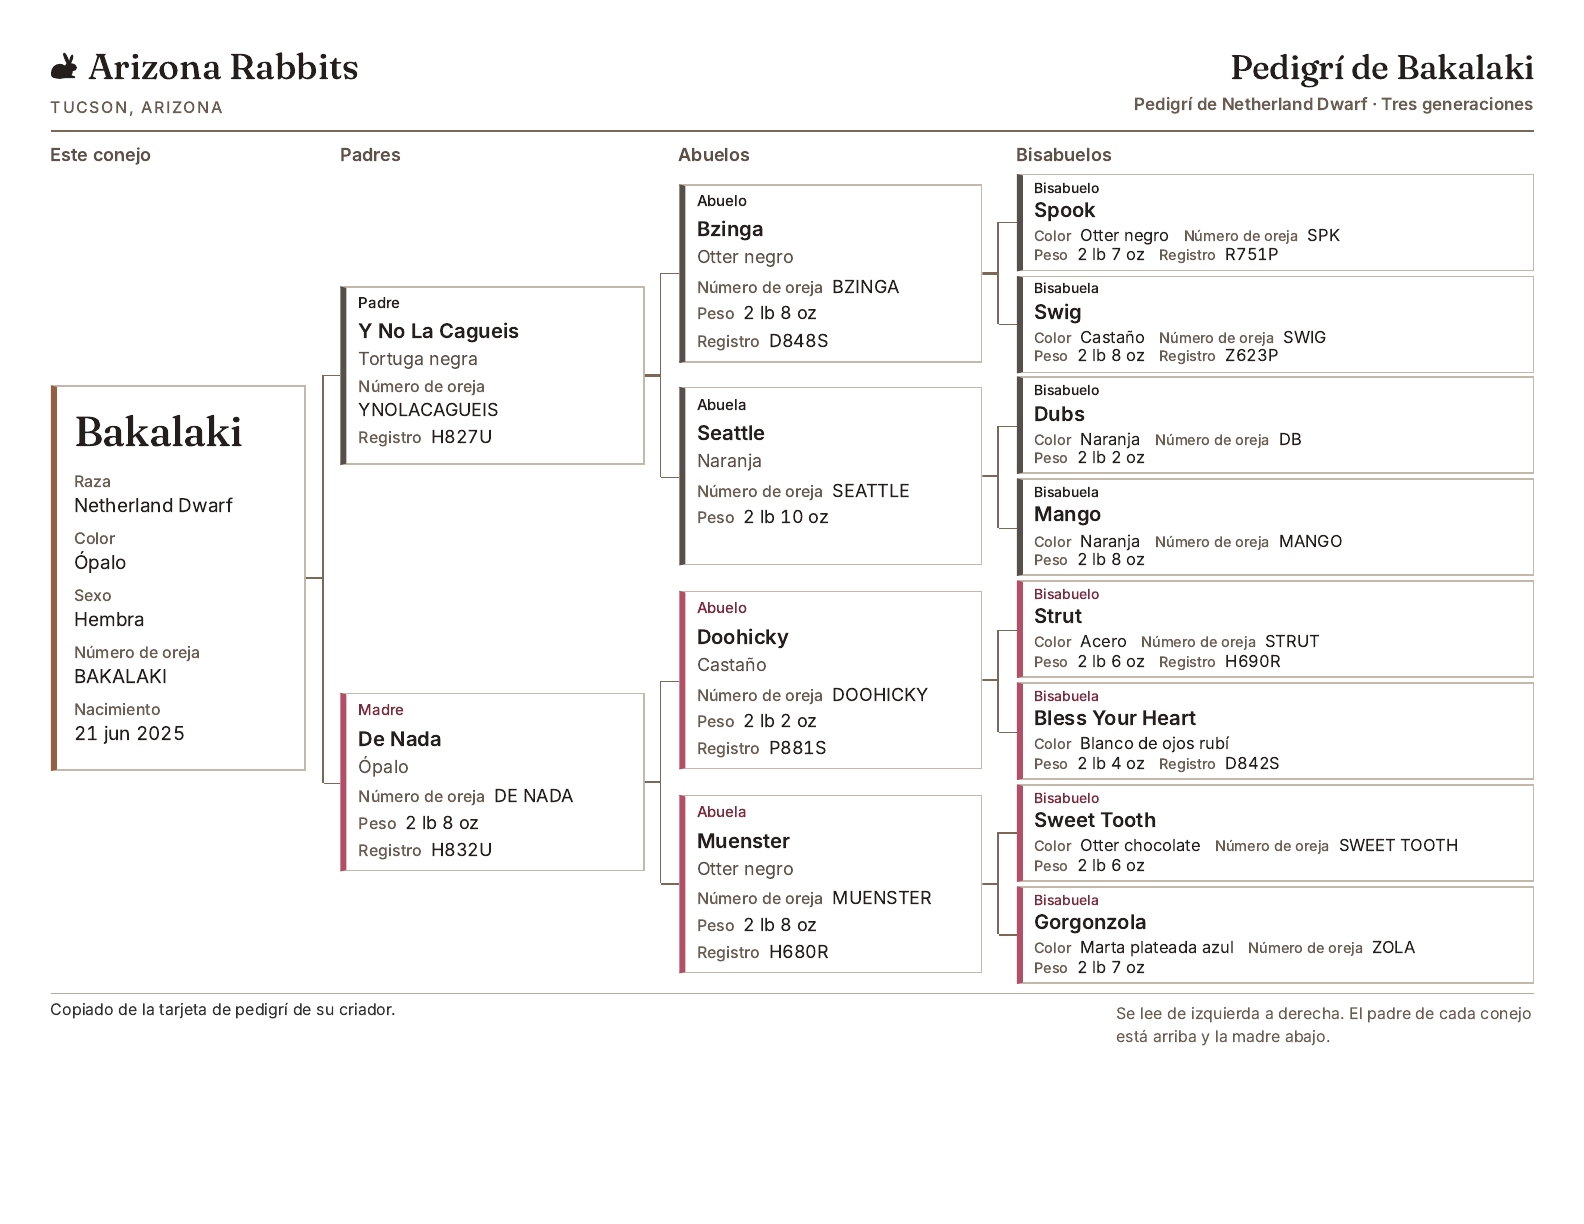 Arizona Rabbits
TUCSON, ARIZONA
Pedigrí de Bakalaki
Pedigrí de Netherland Dwarf · Tres generaciones
Este conejo
Padres
Abuelos
Bisabuelos
Bakalaki
Raza
Netherland Dwarf
Color
Ópalo
Sexo
Hembra
Número de oreja
BAKALAKI
Nacimiento
21 jun 2025
Padre
Y No La Cagueis
Tortuga negra
Número de oreja
YNOLACAGUEIS
Registro H827U
Madre
De Nada
Ópalo
Número de oreja DE NADA
Peso 2 lb 8 oz
Registro H832U
Abuelo
Bzinga
Otter negro
Número de oreja BZINGA
Peso 2 lb 8 oz
Registro D848S
Abuela
Seattle
Naranja
Número de oreja SEATTLE
Peso 2 lb 10 oz
Abuelo
Doohicky
Castaño
Número de oreja DOOHICKY
Peso 2 lb 2 oz
Registro P881S
Abuela
Muenster
Otter negro
Número de oreja MUENSTER
Peso 2 lb 8 oz
Registro H680R
Bisabuelo
Spook
Color Otter negro Número de oreja SPK
Peso 2 lb 7 oz Registro R751P
Bisabuela
Swig
Color Castaño Número de oreja SWIG
Peso 2 lb 8 oz Registro Z623P
Bisabuelo
Dubs
Color Naranja Número de oreja DB
Peso 2 lb 2 oz
Bisabuela
Mango
Color Naranja Número de oreja MANGO
Peso 2 lb 8 oz
Bisabuelo
Strut
Color Acero Número de oreja STRUT
Peso 2 lb 6 oz Registro H690R
Bisabuela
Bless Your Heart
Color Blanco de ojos rubí
Peso 2 lb 4 oz Registro D842S
Bisabuelo
Sweet Tooth
Color Otter chocolate Número de oreja SWEET TOOTH
Peso 2 lb 6 oz
Bisabuela
Gorgonzola
Color Marta plateada azul Número de oreja ZOLA
Peso 2 lb 7 oz
Copiado de la tarjeta de pedigrí de su criador.
Se lee de izquierda a derecha. El padre de cada conejo
está arriba y la madre abajo.